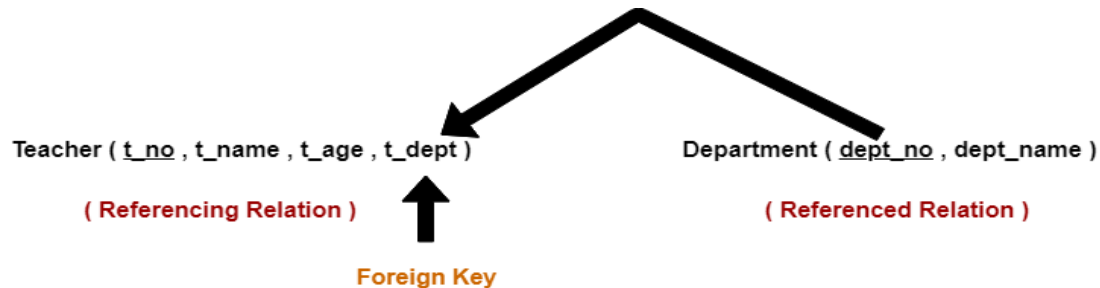 Teacher ( t_no , t_name , t_age , t_dept ) Department ( dept_no , dept_name )
( Referencing Relation ) ( Referenced Relation )
Foreign Key